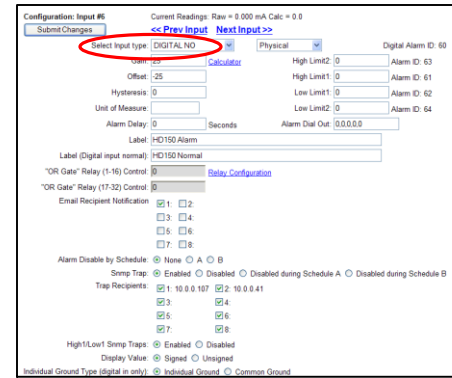 Configuration: Input #6 Current Readings: Raw = 0.000 mA Calc = 0.0
Submit Changes << Prev Input Next Input >>
Select Input type: DIGITAL NO Physical Digital Alarm ID: 60
Gain: 25 Calculator High Limit2: 0 Alarm ID: 63
Offset: -25 High Limit1: 0 Alarm ID: 61
Hysteresis: 0 Low Limit1: 0 Alarm ID: 62
Unit of Measure: Low Limit2: 0 Alarm ID: 64
Alarm Delay: 0 Seconds Alarm Dial Out: 0,0,0,0,0
Label: HD150 Alarm
Label (Digital input normal): HD150 Normal
"OR Gate" Relay (1-16) Control: 0 Relay Configuration
"OR Gate" Relay (17-32) Control: 0
Email Recipient Notification 1: 2:
3: 4:
5: 6:
7: 8:
Alarm Disable by Schedule: None A B
Snmp Trap: Enabled Disabled Disabled during Schedule A Disabled during Schedule B
Trap Recipients: 1: 10.0.0.107 2: 10.0.0.41
3: 4:
5: 6:
7: 8:
High1/Low1 Snmp Traps: Enabled Disabled
Display Value: Signed Unsigned
Individual Ground Type (digital in only): Individual Ground Common Ground